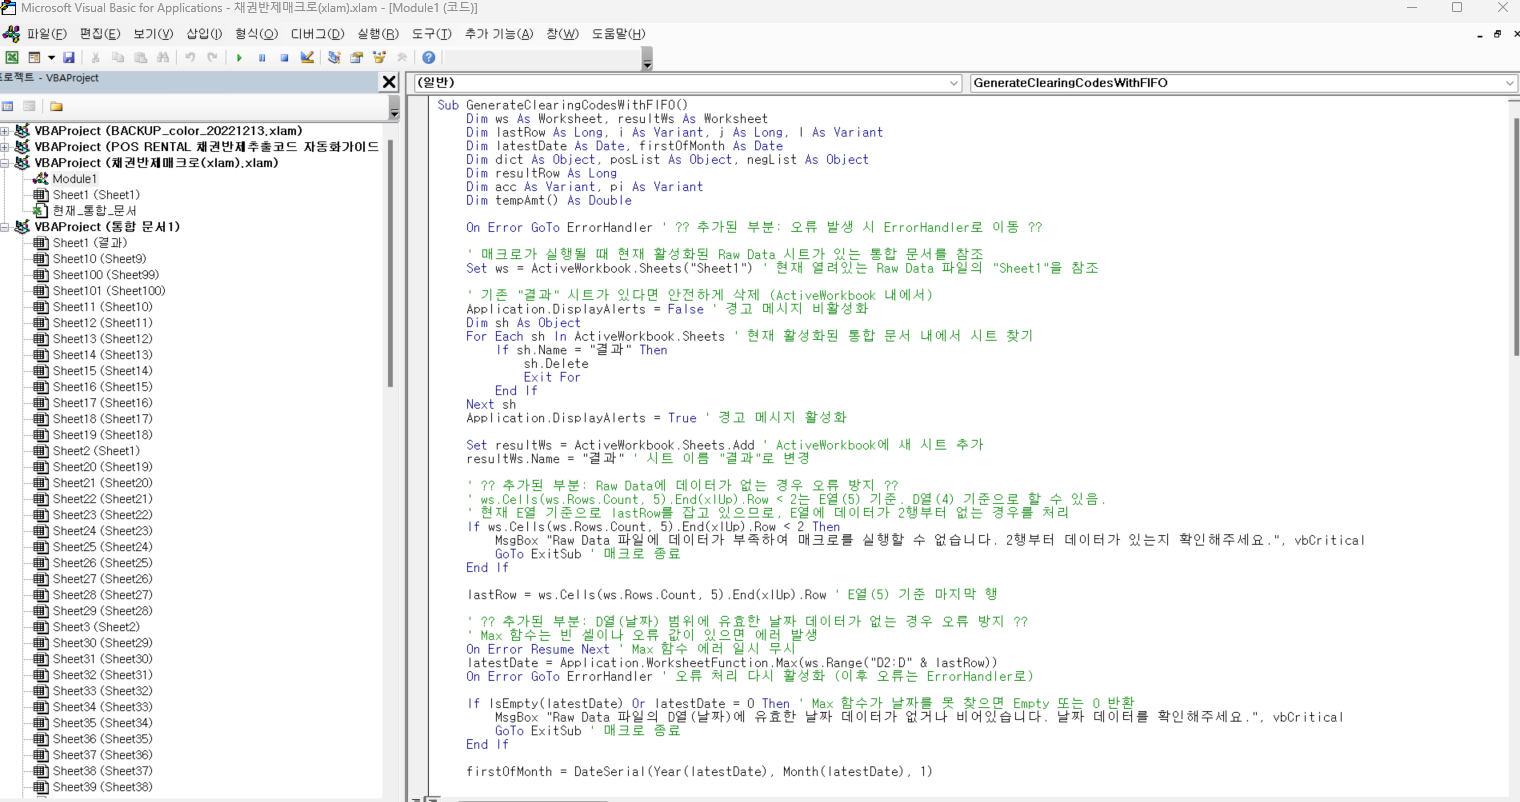 Microsoft Visual Basic for Applications - 채권반제매크로(xlam).xlam - [Module1 (코드)]
파일(F) 편집(E) 보기(V) 삽입(I) 형식(O) 디버그(D) 실행(R) 도구(T) 추가 기능(A) 창(W) 도움말(H)
로젝트 - VBAProject
VBAProject (BACKUP_color_20221213.xlam)
VBAProject (POS RENTAL 채권반제추출코드 자동화가이드
VBAProject (채권반제매크로(xlam).xlam)
Module1
Sheet1 (Sheet1)
현재_통합_문서
VBAProject (통합 문서1)
Sheet1 (결과)
Sheet10 (Sheet9)
Sheet100 (Sheet99)
Sheet101 (Sheet100)
Sheet11 (Sheet10)
Sheet12 (Sheet11)
Sheet13 (Sheet12)
Sheet14 (Sheet13)
Sheet15 (Sheet14)
Sheet16 (Sheet15)
Sheet17 (Sheet16)
Sheet18 (Sheet17)
Sheet19 (Sheet18)
Sheet2 (Sheet1)
Sheet20 (Sheet19)
Sheet21 (Sheet20)
Sheet22 (Sheet21)
Sheet23 (Sheet22)
Sheet24 (Sheet23)
Sheet25 (Sheet24)
Sheet26 (Sheet25)
Sheet27 (Sheet26)
Sheet28 (Sheet27)
Sheet29 (Sheet28)
Sheet3 (Sheet2)
Sheet30 (Sheet29)
Sheet31 (Sheet30)
Sheet32 (Sheet31)
Sheet33 (Sheet32)
Sheet34 (Sheet33)
Sheet35 (Sheet34)
Sheet36 (Sheet35)
Sheet37 (Sheet36)
Sheet38 (Sheet37)
Sheet39 (Sheet38)
(일반) GenerateClearingCodesWithFIFO
Sub GenerateClearingCodesWithFIFO()
Dim ws As Worksheet, resultWs As Worksheet
Dim lastRow As Long, i As Variant, j As Long, l As Variant
Dim latestDate As Date, firstOfMonth As Date
Dim dict As Object, posList As Object, negList As Object
Dim resultRow As Long
Dim acc As Variant, pi As Variant
Dim tempAmt() As Double
On Error GoTo ErrorHandler ' ?? 추가된 부분: 오류 발생 시 ErrorHandler로 이동 ??
' 매크로가 실행될 때 현재 활성화된 Raw Data 시트가 있는 통합 문서를 참조
Set ws = ActiveWorkbook.Sheets("Sheet1") ' 현재 열려있는 Raw Data 파일의 "Sheet1"을 참조
' 기존 "결과" 시트가 있다면 안전하게 삭제 (ActiveWorkbook 내에서)
Application.DisplayAlerts = False ' 경고 메시지 비활성화
Dim sh As Object
For Each sh In ActiveWorkbook.Sheets ' 현재 활성화된 통합 문서 내에서 시트 찾기
If sh.Name = "결과" Then
sh.Delete
Exit For
End If
Next sh
Application.DisplayAlerts = True ' 경고 메시지 활성화
Set resultWs = ActiveWorkbook.Sheets.Add ' ActiveWorkbook에 새 시트 추가
resultWs.Name = "결과" ' 시트 이름 "결과"로 변경
' ?? 추가된 부분: Raw Data에 데이터가 없는 경우 오류 방지 ??
' ws.Cells(ws.Rows.Count, 5).End(xlUp).Row < 2는 E열(5) 기준. D열(4) 기준으로 할 수 있음.
' 현재 E열 기준으로 lastRow를 잡고 있으므로, E열에 데이터가 2행부터 없는 경우를 처리
If ws.Cells(ws.Rows.Count, 5).End(xlUp).Row < 2 Then
MsgBox "Raw Data 파일에 데이터가 부족하여 매크로를 실행할 수 없습니다. 2행부터 데이터가 있는지 확인해주세요.", vbCritical
GoTo ExitSub ' 매크로 종료
End If
lastRow = ws.Cells(ws.Rows.Count, 5).End(xlUp).Row ' E열(5) 기준 마지막 행
' ?? 추가된 부분: D열(날짜) 범위에 유효한 날짜 데이터가 없는 경우 오류 방지 ??
' Max 함수는 빈 셀이나 오류 값이 있으면 에러 발생
On Error Resume Next ' Max 함수 에러 일시 무시
latestDate = Application.WorksheetFunction.Max(ws.Range("D2:D" & lastRow))
On Error GoTo ErrorHandler ' 오류 처리 다시 활성화 (이후 오류는 ErrorHandler로)
If IsEmpty(latestDate) Or latestDate = 0 Then ' Max 함수가 날짜를 못 찾으면 Empty 또는 0 반환
MsgBox "Raw Data 파일의 D열(날짜)에 유효한 날짜 데이터가 없거나 비어있습니다. 날짜 데이터를 확인해주세요.", vbCritical
GoTo ExitSub ' 매크로 종료
End If
firstOfMonth = DateSerial(Year(latestDate), Month(latestDate), 1)